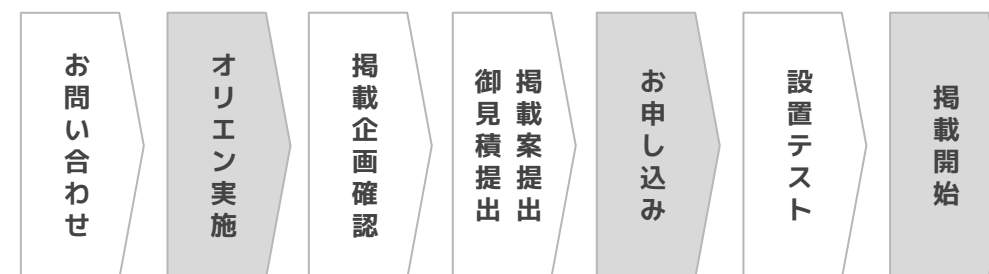 お問い合わせ
オリエン実施
掲載企画確認
掲載案提出
御見積提出
お申し込み
設置テスト
掲載開始